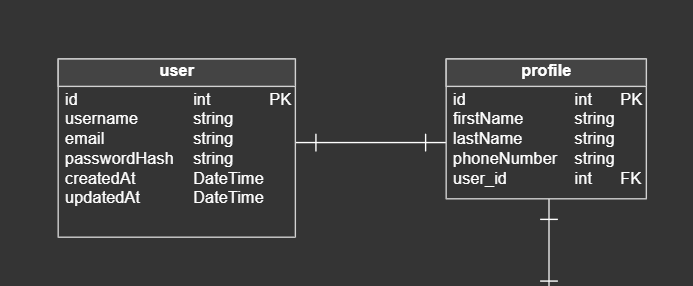 user
id int PK
username string
email string
passwordHash string
createdAt DateTime
updatedAt DateTime
profile
id int PK
firstName string
lastName string
phoneNumber string
user_id int FK